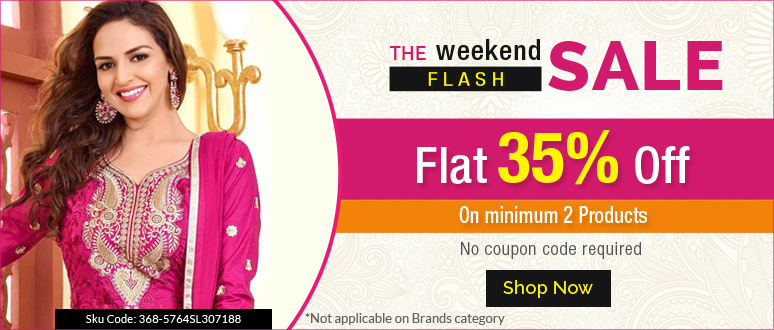 THE weekend
FLASH
SALE
Flat 35% Off
On minimum 2 Products
No coupon code required
Shop Now
Sku Code: 368-5764SL307188
*Not applicable on Brands category